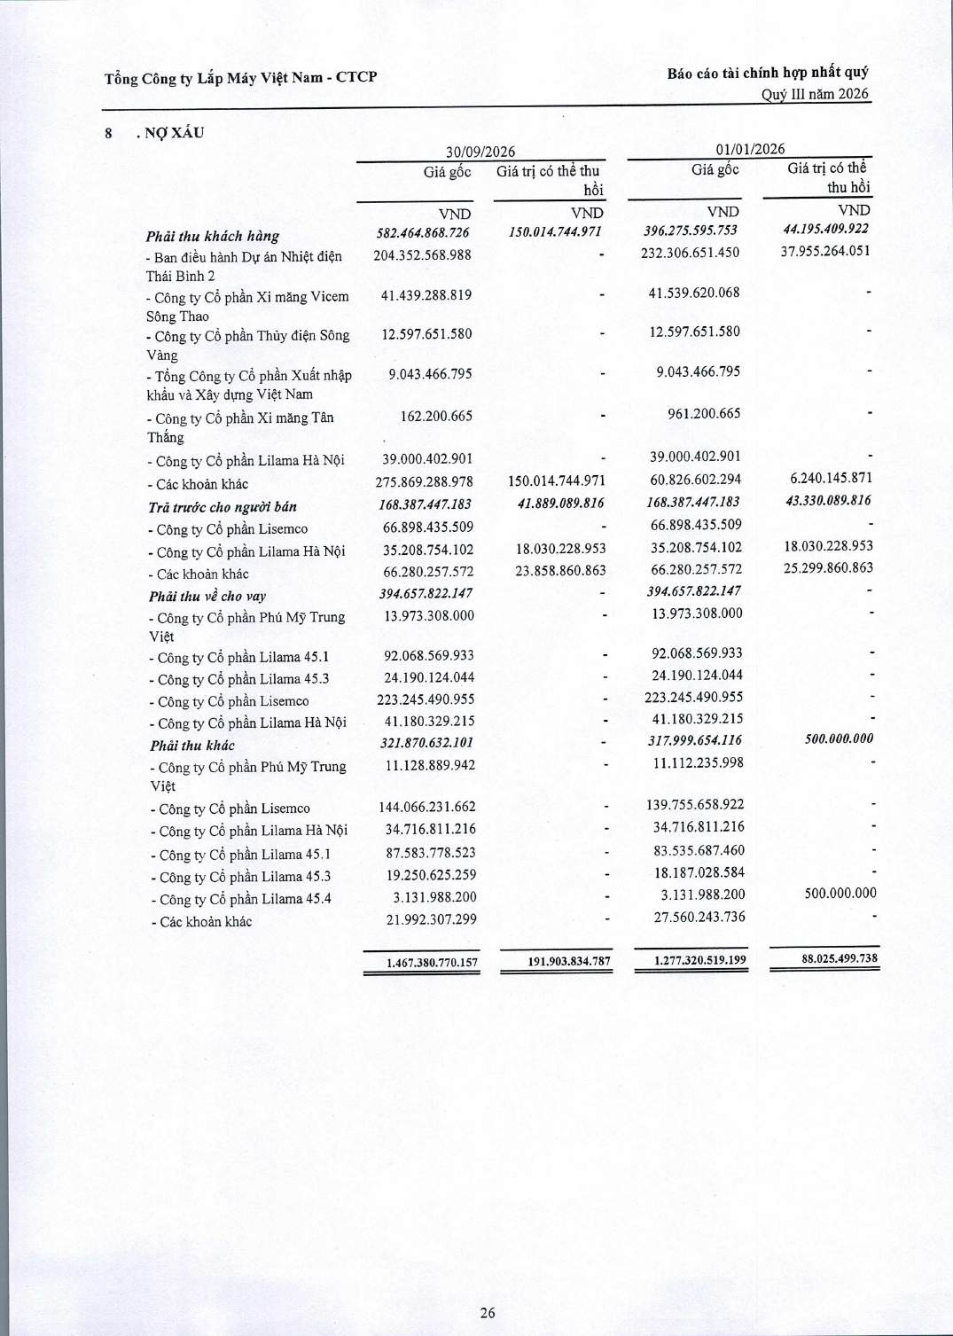 Tổng Công ty Lắp Máy Việt Nam - CTCP
Báo cáo tài chính hợp nhất quý
Quý III năm 2026
8 . NỢ XẤU
30/09/2026 01/01/2026
Giá gốc Giá trị có thể thu hồi Giá gốc Giá trị có thể thu hồi
VND VND VND VND
Phải thu khách hàng 582.464.868.726 150.014.744.971 396.275.595.753 44.195.409.922
- Ban điều hành Dự án Nhiệt điện 204.352.568.988 - 232.306.651.450 37.955.264.051
Thái Bình 2
- Công ty Cổ phần Xi măng Vicem 41.439.288.819 - 41.539.620.068 -
Sông Thao
- Công ty Cổ phần Thủy điện Sông 12.597.651.580 - 12.597.651.580 -
Vàng
- Tổng Công ty Cổ phần Xuất nhập 9.043.466.795 - 9.043.466.795 -
khẩu và Xây dựng Việt Nam
- Công ty Cổ phần Xi măng Tân 162.200.665 - 961.200.665 -
Thắng
- Công ty Cổ phần Lilama Hà Nội 39.000.402.901 - 39.000.402.901 -
- Các khoản khác 275.869.288.978 150.014.744.971 60.826.602.294 6.240.145.871
Trả trước cho người bán 168.387.447.183 41.889.089.816 168.387.447.183 43.330.089.816
- Công ty Cổ phần Lisemco 66.898.435.509 - 66.898.435.509 -
- Công ty Cổ phần Lilama Hà Nội 35.208.754.102 18.030.228.953 35.208.754.102 18.030.228.953
- Các khoản khác 66.280.257.572 23.858.860.863 66.280.257.572 25.299.860.863
Phải thu về cho vay 394.657.822.147 - 394.657.822.147 -
- Công ty Cổ phần Phú Mỹ Trung 13.973.308.000 - 13.973.308.000 -
Việt
- Công ty Cổ phần Lilama 45.1 92.068.569.933 - 92.068.569.933 -
- Công ty Cổ phần Lilama 45.3 24.190.124.044 - 24.190.124.044 -
- Công ty Cổ phần Lisemco 223.245.490.955 - 223.245.490.955 -
- Công ty Cổ phần Lilama Hà Nội 41.180.329.215 - 41.180.329.215 -
Phải thu khác 321.870.632.101 - 317.999.654.116 500.000.000
- Công ty Cổ phần Phú Mỹ Trung 11.128.889.942 - 11.112.235.998 -
Việt
- Công ty Cổ phần Lisemco 144.066.231.662 - 139.755.658.922 -
- Công ty Cổ phần Lilama Hà Nội 34.716.811.216 - 34.716.811.216 -
- Công ty Cổ phần Lilama 45.1 87.583.778.523 - 83.535.687.460 -
- Công ty Cổ phần Lilama 45.3 19.250.625.259 - 18.187.028.584 -
- Công ty Cổ phần Lilama 45.4 3.131.988.200 - 3.131.988.200 500.000.000
- Các khoản khác 21.992.307.299 - 27.560.243.736 -
1.467.380.770.157 191.903.834.787 1.277.320.519.199 88.025.499.738
26